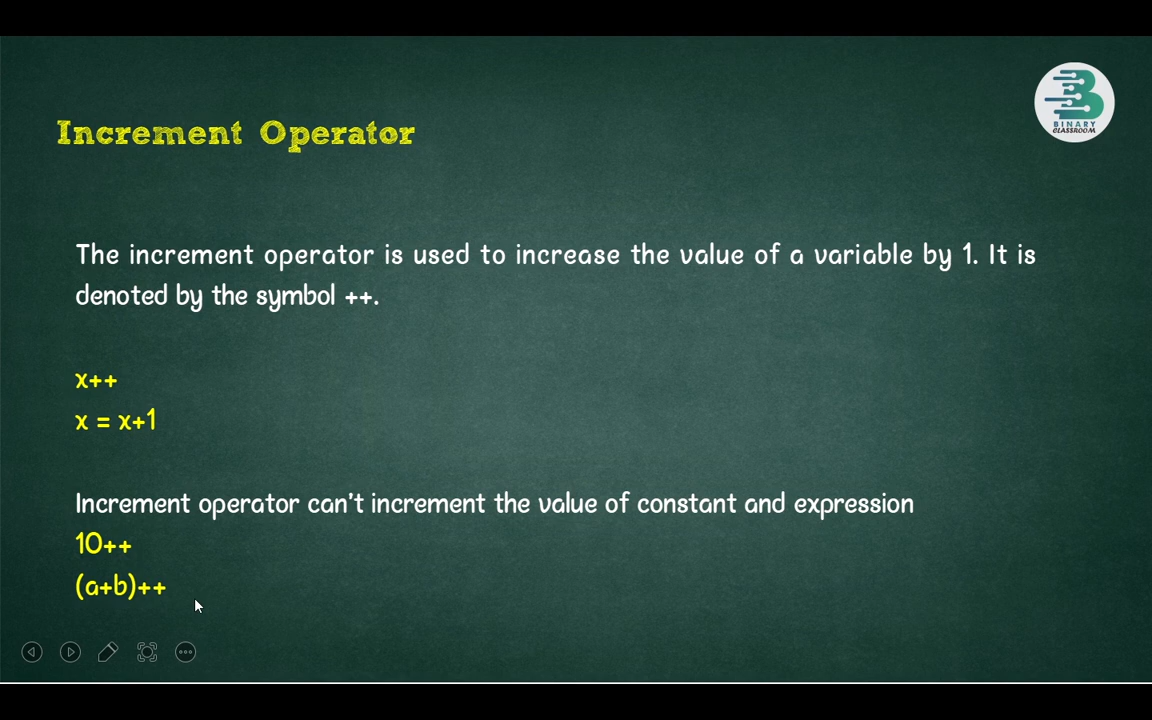 BINARY
CLASSROOM
Increment Operator
The increment operator is used to increase the value of a variable by 1. It is
denoted by the symbol ++.
x++
x = x+1
Increment operator can't increment the value of constant and expression
10++
(a+b)++